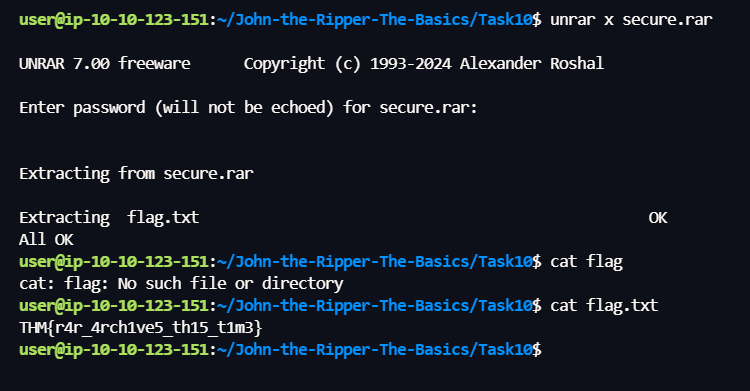 user@ip-10-10-123-151:~/John-the-Ripper-The-Basics/Task10$ unrar x secure.rar
UNRAR 7.00 freeware      Copyright (c) 1993-2024 Alexander Roshal
Enter password (will not be echoed) for secure.rar:
Extracting from secure.rar
Extracting  flag.txt                                              OK
All OK
user@ip-10-10-123-151:~/John-the-Ripper-The-Basics/Task10$ cat flag
cat: flag: No such file or directory
user@ip-10-10-123-151:~/John-the-Ripper-The-Basics/Task10$ cat flag.txt
THM{r4r_4rch1ve5_th15_t1m3}
user@ip-10-10-123-151:~/John-the-Ripper-The-Basics/Task10$